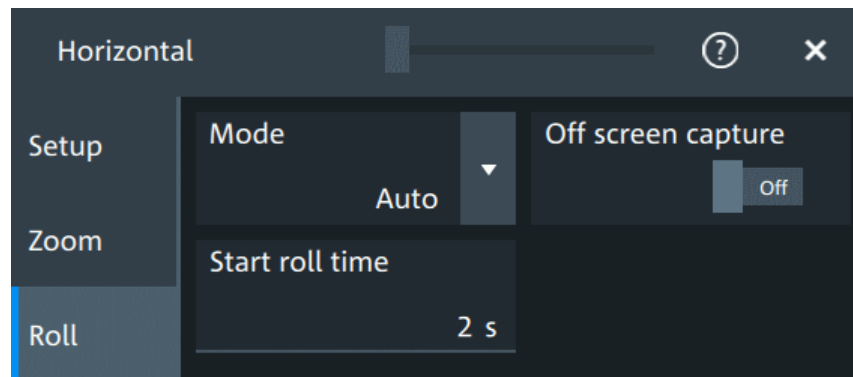 Horizontal
?
Setup
Zoom
Roll
Mode
Auto
Off screen capture
Off
Start roll time
2 s